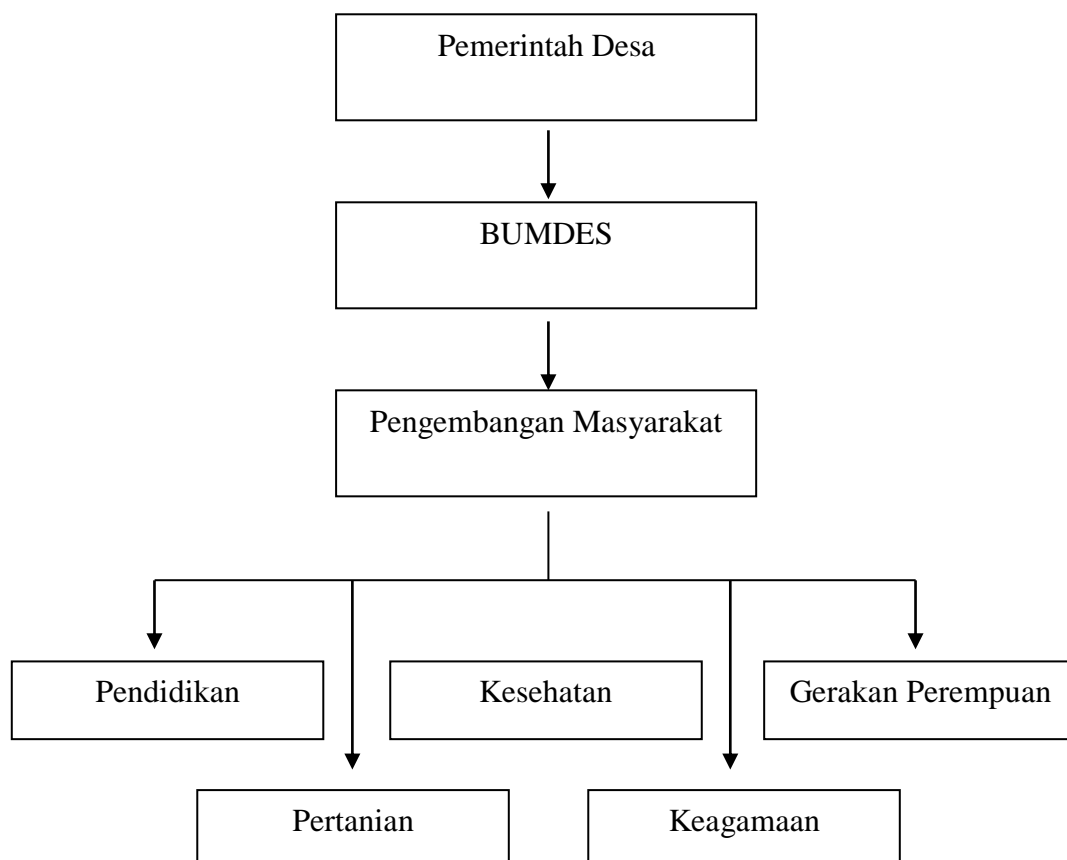 Pemerintah Desa
BUMDES
Pengembangan Masyarakat
Pendidikan
Kesehatan
Gerakan Perempuan
Pertanian
Keagamaan